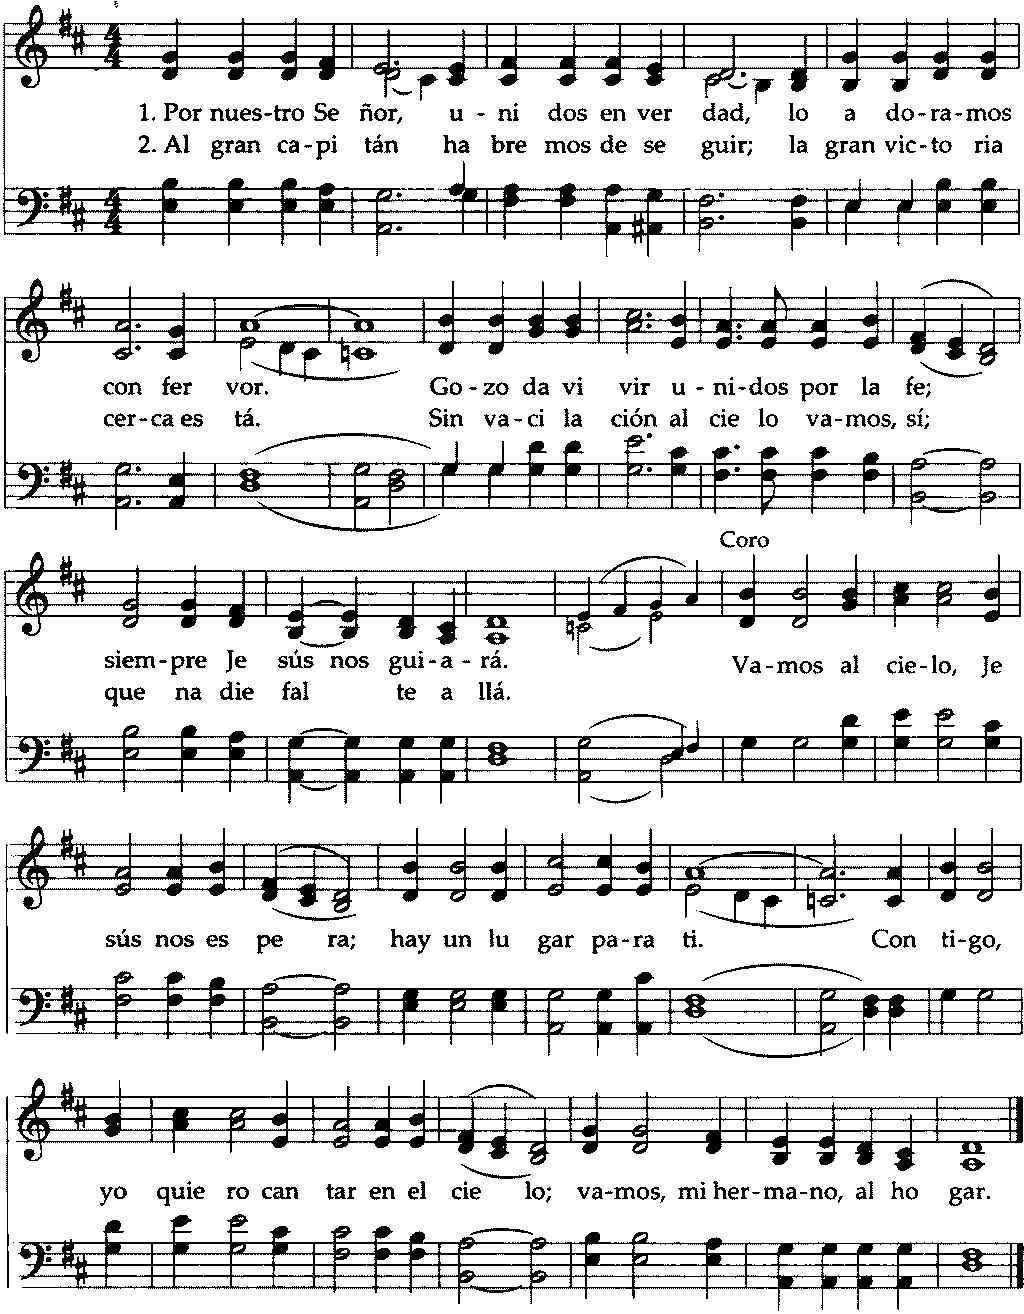 1. Por nues-tro Se ñor, u - ni dos en ver dad, lo a do-ra-mos
2. Al gran ca-pi tán ha bre mos de se guir; la gran vic-to ria
con fer vor. Go-zo da vi vir u-ni-dos por la fe;
cer-ca es tá. Sin va-ci la ción al cie lo va-mos, sí;
Coro
siem-pre Je sús nos gui-a-rá. Va-mos al cie-lo, Je
que na die fal te a llá.
sús nos es pe ra; hay un lu gar pa-ra ti. Con ti-go,
yo quie ro can tar en el cie lo; va-mos, mi her-ma-no, al ho gar.